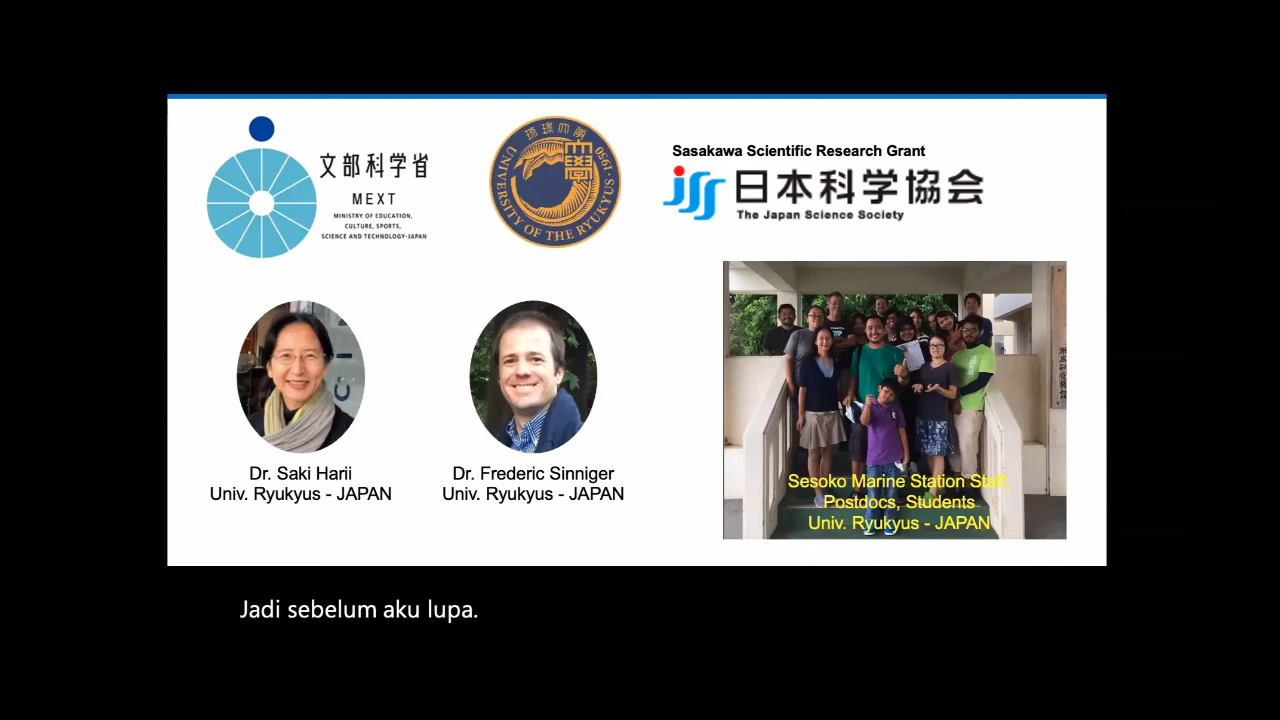 文部科学省
MEXT
MINISTRY OF EDUCATION,
CULTURE, SPORTS,
SCIENCE AND TECHNOLOGY-JAPAN
琉球大學
大學
UNIVERSITY OF THE RYUKYUS · 1950
Sasakawa Scientific Research Grant
jss 日本科学協会
The Japan Science Society
Dr. Saki Harii
Univ. Ryukyus - JAPAN
Dr. Frederic Sinniger
Univ. Ryukyus - JAPAN
Sesoko Marine Station Staff,
Postdocs, Students
Univ. Ryukyus - JAPAN
Jadi sebelum aku lupa.